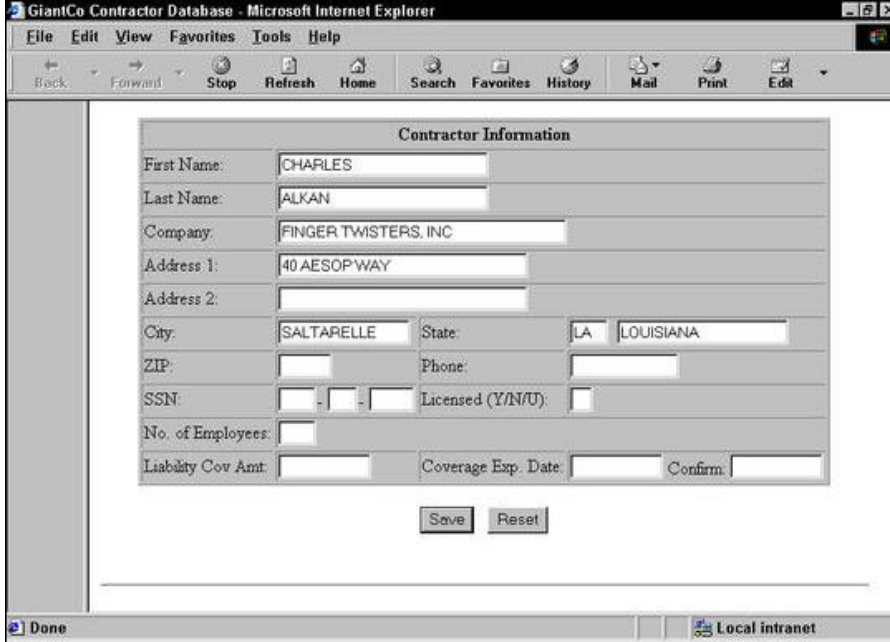 GiantCo Contractor Database - Microsoft Internet Explorer
File Edit View Favorites Tools Help
Back Forward Stop Refresh Home Search Favorites History Mail Print Edit
Contractor Information
First Name: CHARLES
Last Name: ALKAN
Company: FINGER TWISTERS, INC
Address 1: 40 AESOP WAY
Address 2:
City: SALTARELLE State: LA LOUISIANA
ZIP: Phone:
SSN: - - Licensed (Y/N/U):
No. of Employees:
Liability Cov Amt: Coverage Exp. Date: Confirm:
Save Reset
Done Local intranet